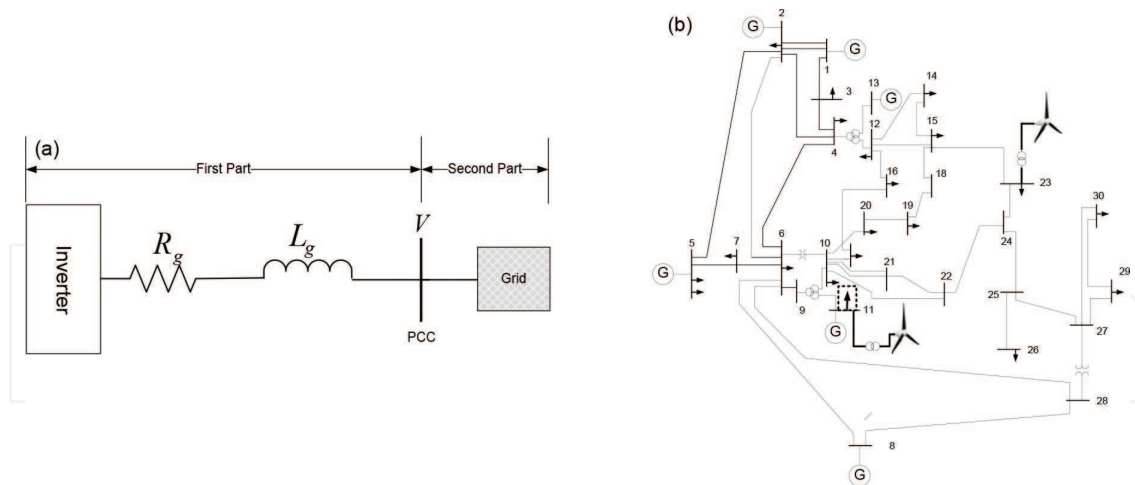 (a)
First Part
Second Part
Inverter
R_g
L_g
V
PCC
Grid
(b)
2
G
G
1
3
13
G
14
12
15
4
16
18
23
30
20
19
5
7
6
10
24
G
21
22
29
25
9
11
G
27
26
28
8
G